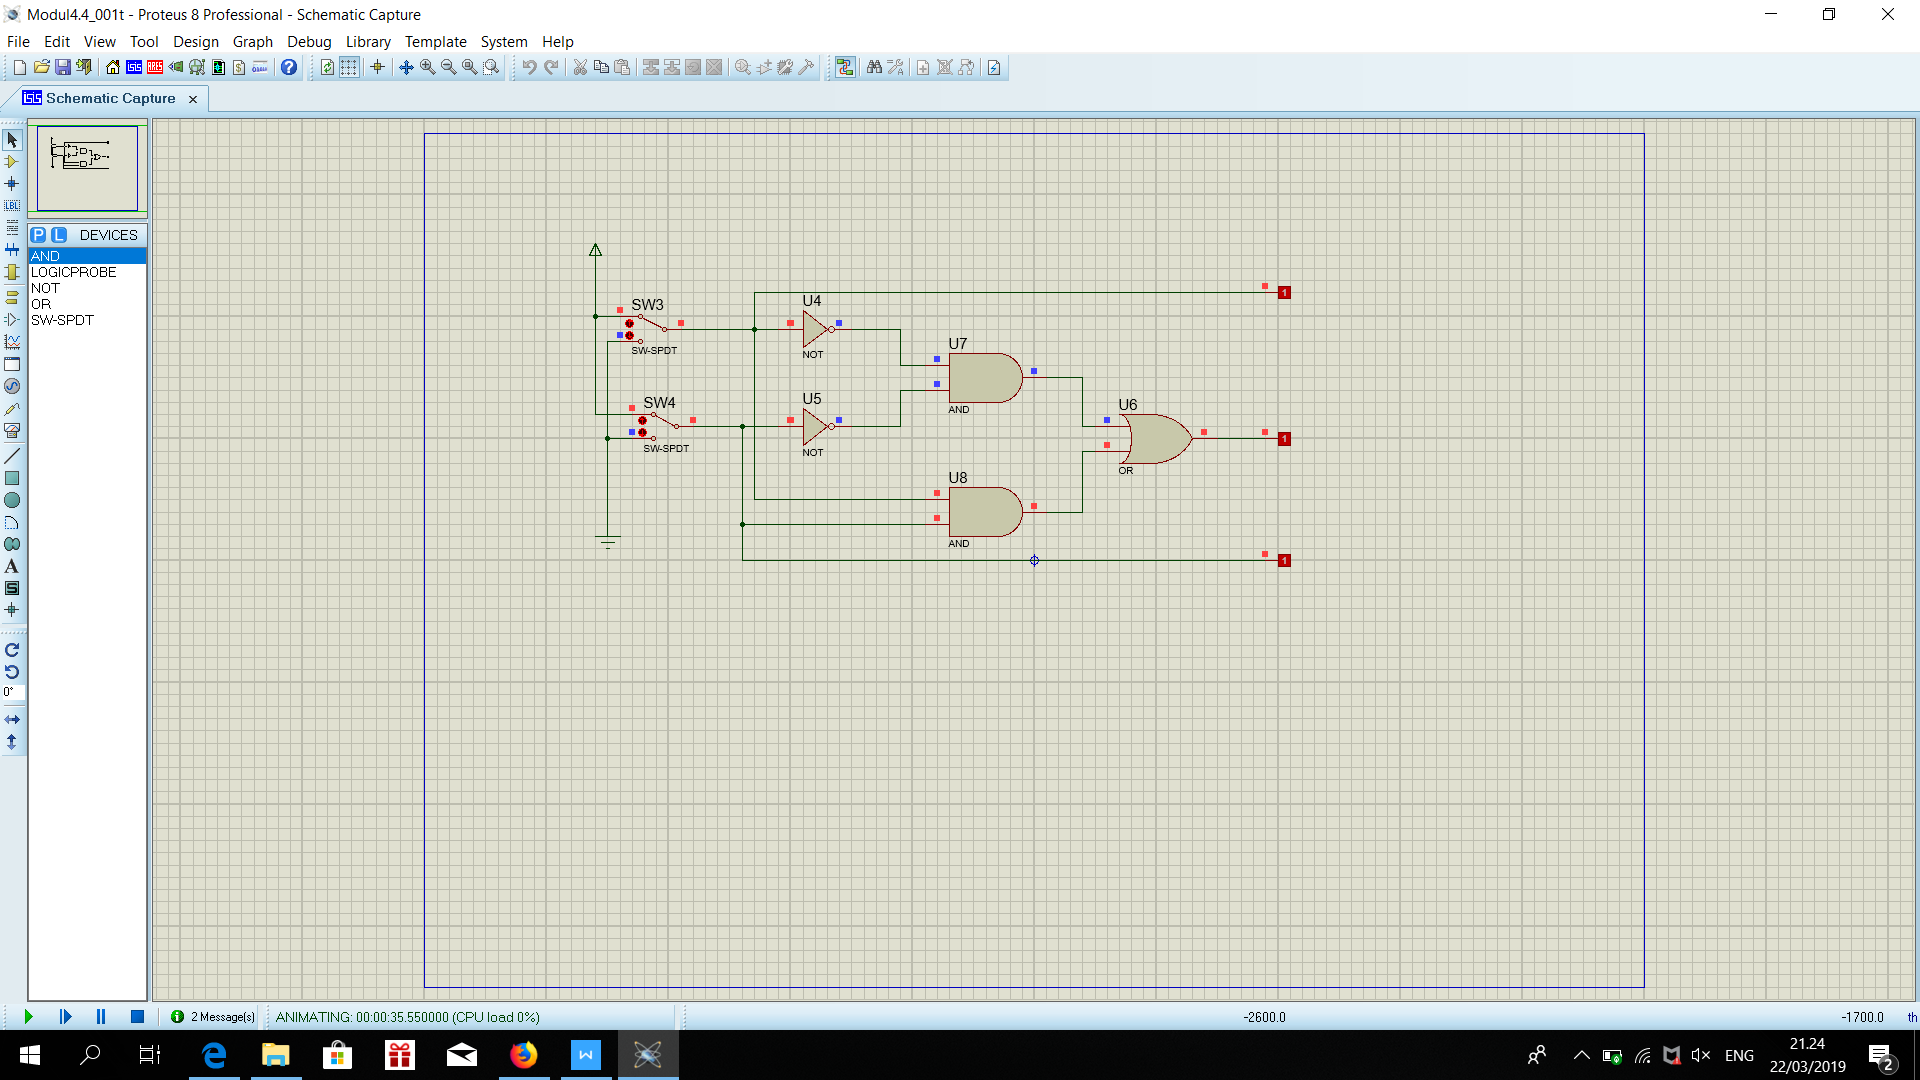 Modul4.4_001t - Proteus 8 Professional - Schematic Capture
File Edit View Tool Design Graph Debug Library Template System Help
Schematic Capture
P L DEVICES
AND
LOGICPROBE
NOT
OR
SW-SPDT
LBL
A
S
0°
SW3
SW-SPDT
SW4
SW-SPDT
U4
NOT
U5
NOT
U7
AND
U8
AND
U6
OR
1
1
1
2 Message(s)
ANIMATING: 00:00:35.550000 (CPU load 0%)
-2600.0
-1700.0
th
ENG
21.24
22/03/2019
2